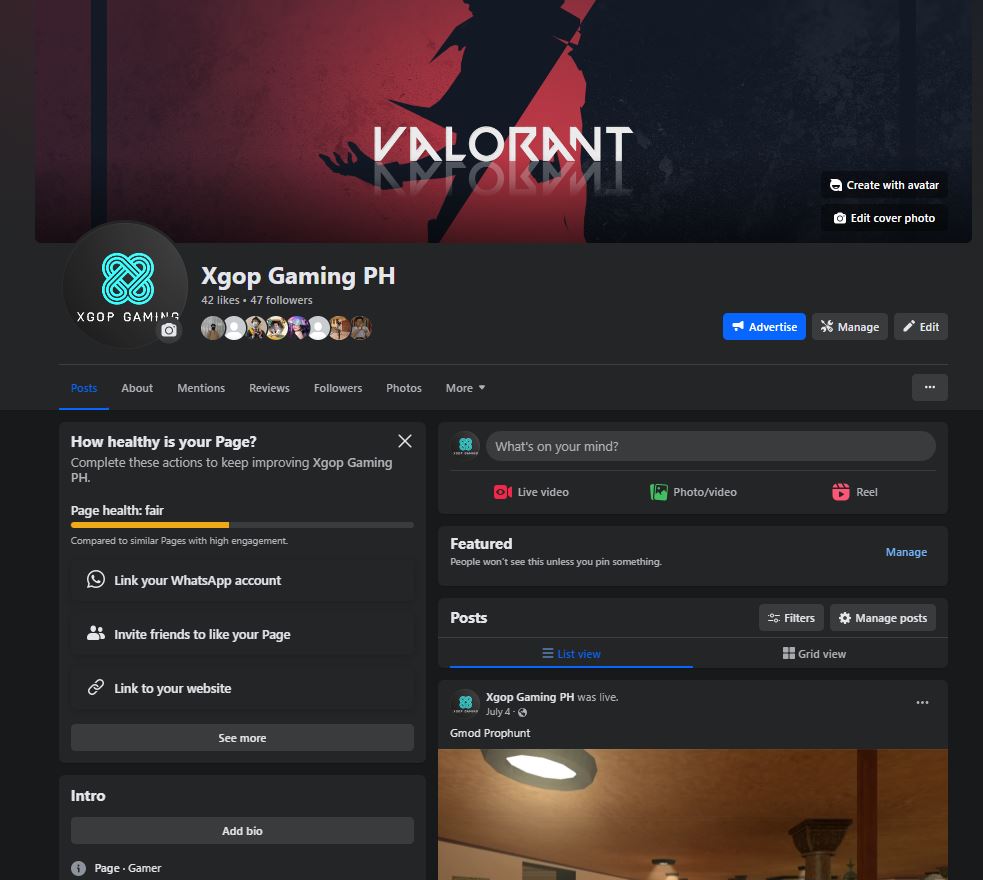 VALORANT
Create with avatar
Edit cover photo
XGOP GAMING
Xgop Gaming PH
42 likes • 47 followers
Advertise
Manage
Edit
Posts
About
Mentions
Reviews
Followers
Photos
More
How healthy is your Page?
Complete these actions to keep improving Xgop Gaming
PH.
Page health: fair
Compared to similar Pages with high engagement.
Link your WhatsApp account
Invite friends to like your Page
Link to your website
See more
Intro
Add bio
Page · Gamer
What's on your mind?
Live video
Photo/video
Reel
Featured
People won't see this unless you pin something.
Manage
Posts
Filters
Manage posts
List view
Grid view
Xgop Gaming PH was live.
July 4 ·
Gmod Prophunt